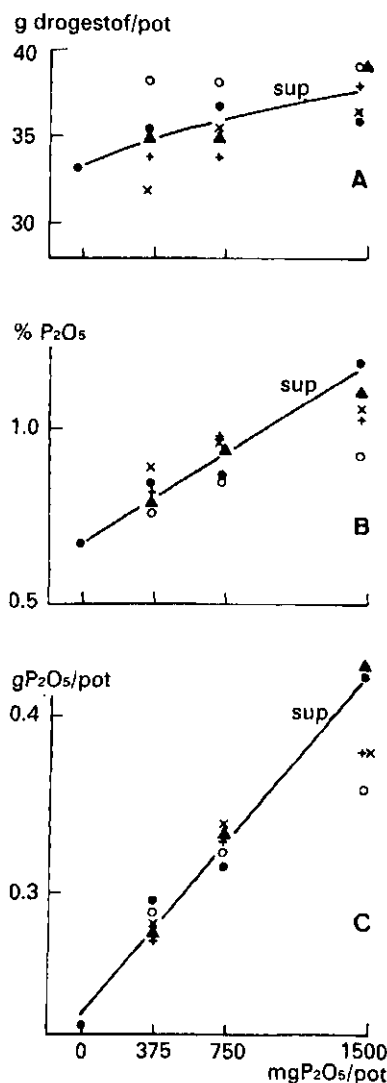 g drogestof/pot
40
sup
35
A
30
% P₂O₅
sup
1.0
B
0.5
gP₂O₅/pot
sup
0.4
0.3
C
0 375 750 1500
mgP₂O₅/pot